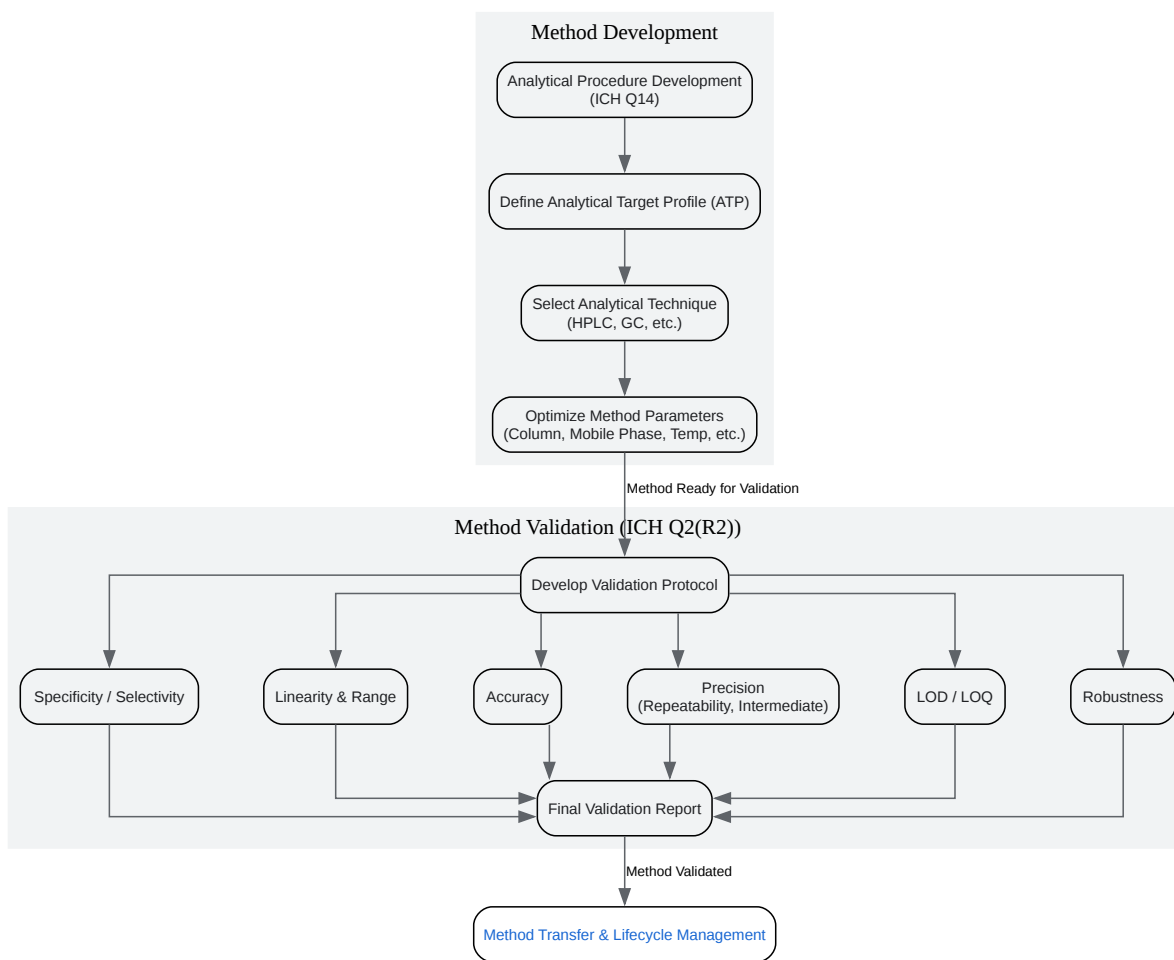 Method Development
Analytical Procedure Development
(ICH Q14)
Define Analytical Target Profile (ATP)
Select Analytical Technique
(HPLC, GC, etc.)
Optimize Method Parameters
(Column, Mobile Phase, Temp, etc.)
Method Ready for Validation
Method Validation (ICH Q2(R2))
Develop Validation Protocol
Specificity / Selectivity
Linearity & Range
Accuracy
Precision
(Repeatability, Intermediate)
LOD / LOQ
Robustness
Final Validation Report
Method Validated
Method Transfer & Lifecycle Management